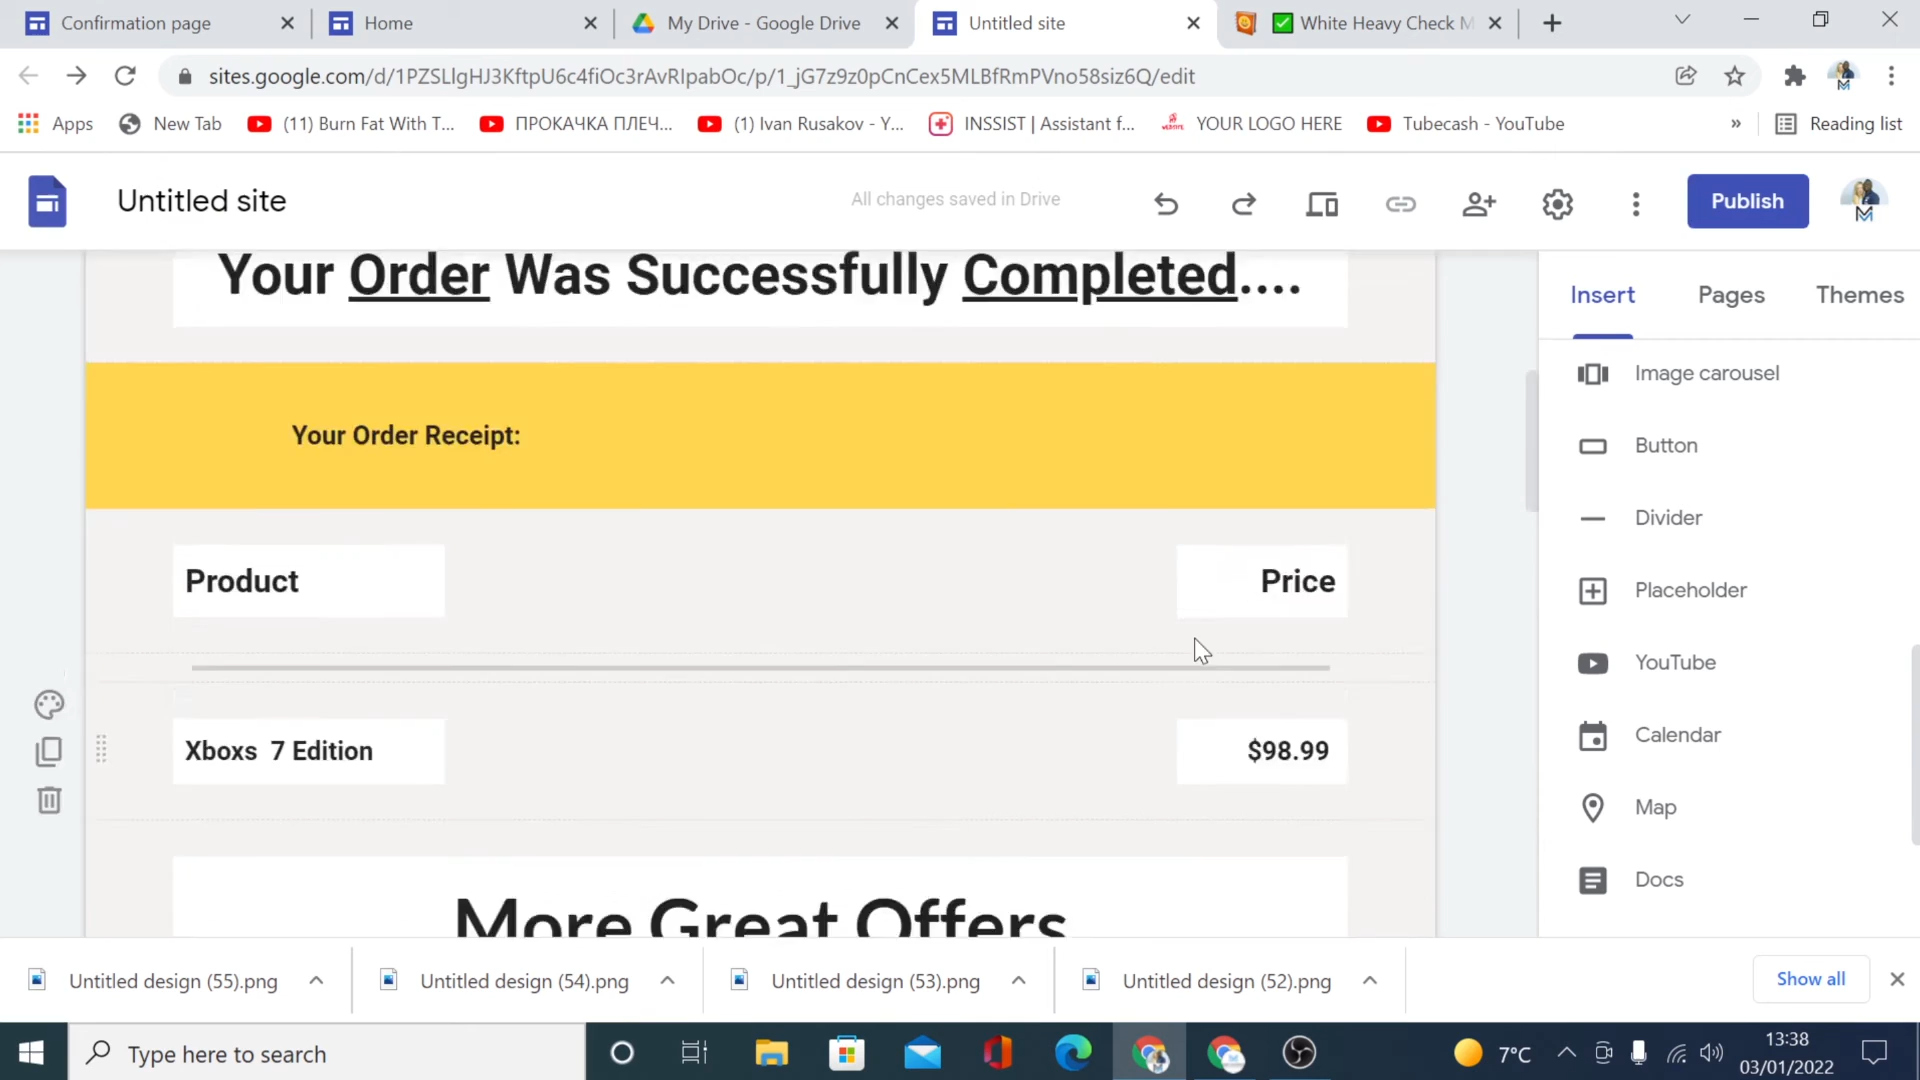 Confirmation page
Home
My Drive - Google Drive
Untitled site
White Heavy Check M
sites.google.com/d/1PZSLlgHJ3KftpU6c4fiOc3rAvRIpabOc/p/1_jG7z9z0pCnCex5MLBfRmPVno58siz6Q/edit
Apps
New Tab
(11) Burn Fat With T...
ПРОКАЧКА ПЛЕЧ...
(1) Ivan Rusakov - Y...
INSSIST | Assistant f...
YOUR LOGO HERE
Tubecash - YouTube
»
Reading list
Untitled site
All changes saved in Drive
Publish
Your Order Was Successfully Completed....
Insert
Pages
Themes
Image carousel
Your Order Receipt:
Button
Divider
Product
Price
Placeholder
YouTube
Xboxs 7 Edition
$98.99
Calendar
Map
More Great Offers
Docs
Untitled design (55).png
Untitled design (54).png
Untitled design (53).png
Untitled design (52).png
Show all
Type here to search
7°C
13:38
03/01/2022